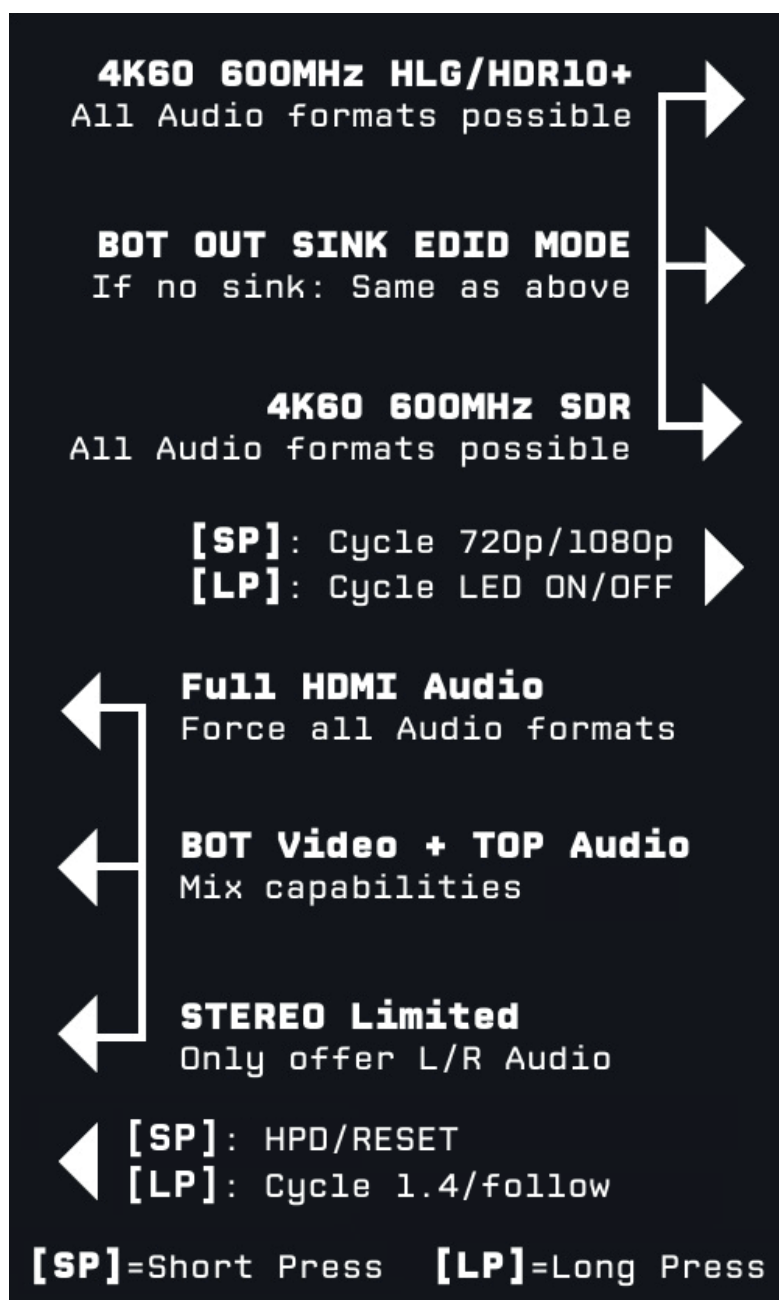 4K60 600MHz HLG/HDR10+
All Audio formats possible
BOT OUT SINK EDID MODE
If no sink: Same as above
4K60 600MHz SDR
All Audio formats possible
[SP]: Cycle 720p/1080p
[LP]: Cycle LED ON/OFF
Full HDMI Audio
Force all Audio formats
BOT Video + TOP Audio
Mix capabilities
STEREO Limited
Only offer L/R Audio
[SP]: HPD/RESET
[LP]: Cycle 1.4/follow
[SP]=Short Press [LP]=Long Press